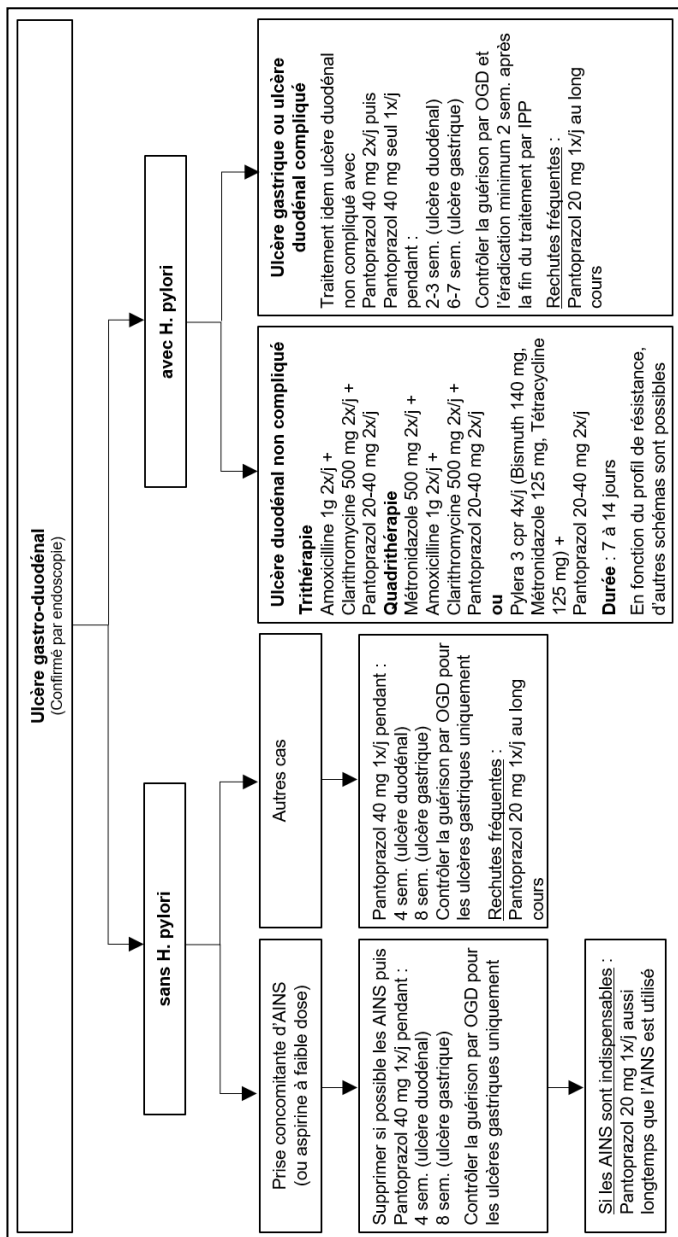 Ulcère gastro-duodénal
(Confirmé par endoscopie)
sans H. pylori
avec H. pylori
Prise concomitante d'AINS
(ou aspirine à faible dose)
Supprimer si possible les AINS puis
Pantoprazol 40 mg 1x/j pendant :
4 sem. (ulcère duodénal)
8 sem. (ulcère gastrique)
Contrôler la guérison par OGD pour
les ulcères gastriques uniquement
Si les AINS sont indispensables :
Pantoprazol 20 mg 1x/j aussi
longtemps que l'AINS est utilisé
Autres cas
Pantoprazol 40 mg 1x/j pendant :
4 sem. (ulcère duodénal)
8 sem. (ulcère gastrique)
Contrôler la guérison par OGD pour
les ulcères gastriques uniquement
Rechutes fréquentes :
Pantoprazol 20 mg 1x/j au long
cours
Ulcère duodénal non compliqué
Trithérapie
Amoxicilline 1g 2x/j +
Clarithromycine 500 mg 2x/j +
Pantoprazol 20-40 mg 2x/j
Quadrithérapie
Métronidazole 500 mg 2x/j +
Amoxicilline 1g 2x/j +
Clarithromycine 500 mg 2x/j +
Pantoprazol 20-40 mg 2x/j
ou
Pylera 3 cpr 4x/j (Bismuth 140 mg,
Métronidazole 125 mg, Tétracycline
125 mg) +
Pantoprazol 20-40 mg 2x/j
Durée : 7 à 14 jours
En fonction du profil de résistance,
d'autres schémas sont possibles
Ulcère gastrique ou ulcère
duodénal compliqué
Traitement idem ulcère duodénal
non compliqué avec
Pantoprazol 40 mg 2x/j puis
Pantoprazol 40 mg seul 1x/j
pendant :
2-3 sem. (ulcère duodénal)
6-7 sem. (ulcère gastrique)
Contrôler la guérison par OGD et
l'éradication minimum 2 sem. après
la fin du traitement par IPP
Rechutes fréquentes :
Pantoprazol 20 mg 1x/j au long
cours